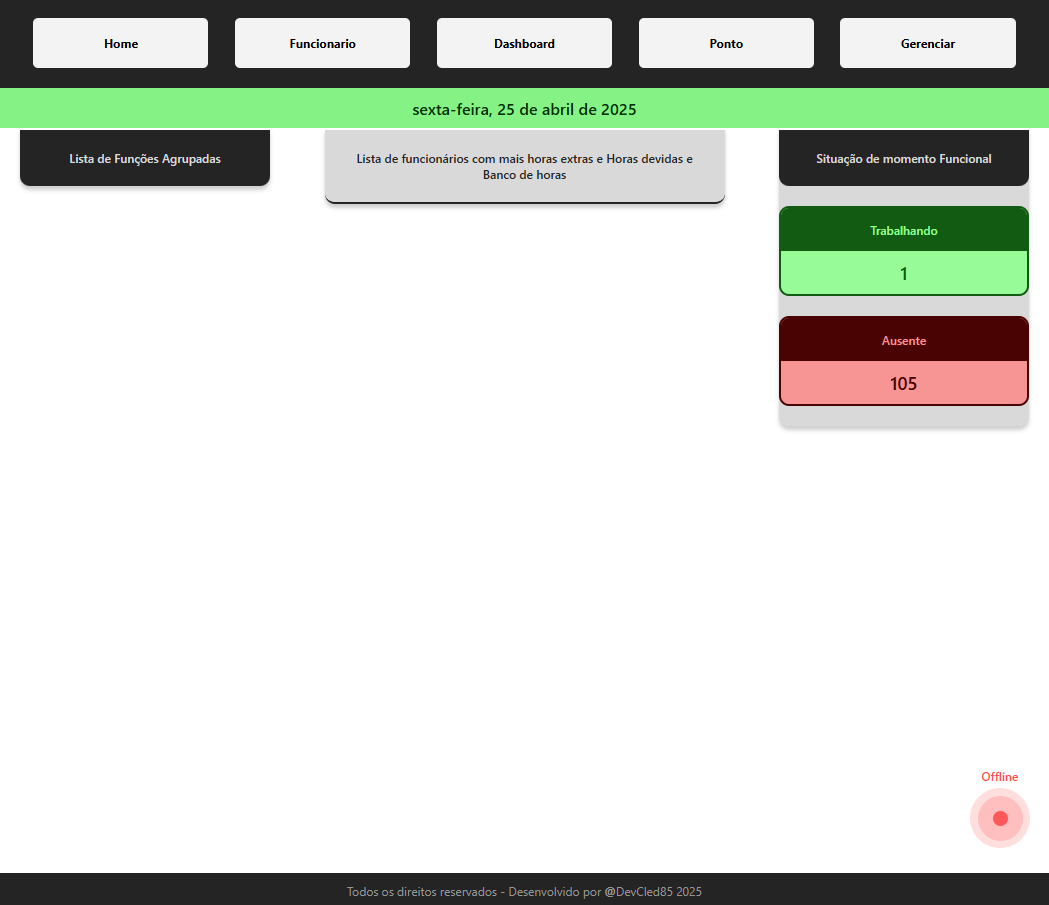 Home
Funcionario
Dashboard
Ponto
Gerenciar
sexta-feira, 25 de abril de 2025
Lista de Funções Agrupadas
Lista de funcionários com mais horas extras e Horas devidas e
Banco de horas
Situação de momento Funcional
Trabalhando
1
Ausente
105
Offline
Todos os direitos reservados - Desenvolvido por @DevCled85 2025